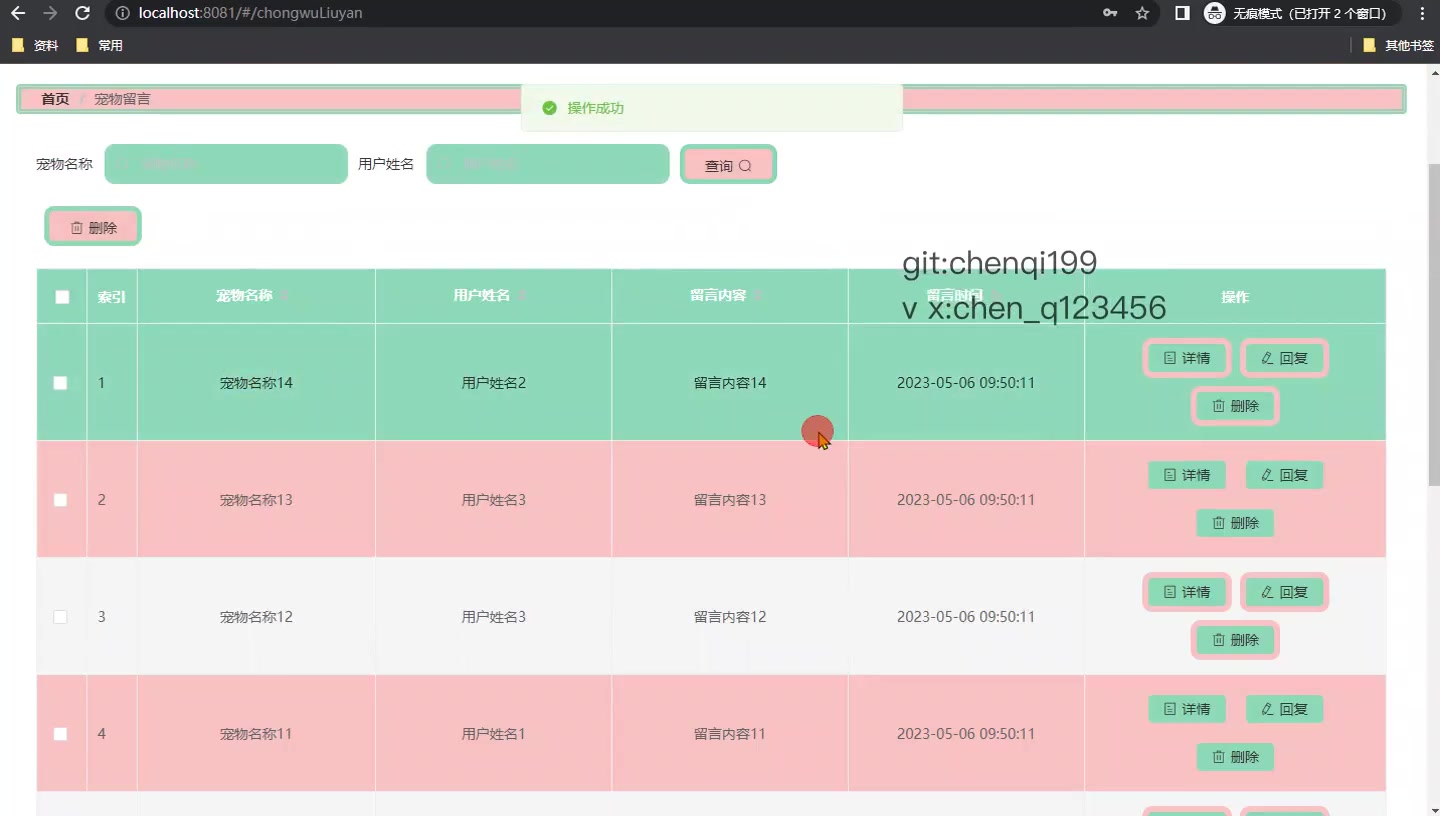 localhost:8081/#/chongwuLiuyan
无痕模式（已打开 2 个窗口）
资料 常用 其他书签
首页 / 宠物留言
操作成功
宠物名称 用户姓名 查询
删除
git:chenqi199
v x:chen_q123456
索引 宠物名称 用户姓名 留言内容 留言时间 操作
1 宠物名称14 用户姓名2 留言内容14 2023-05-06 09:50:11 详情 回复
删除
2 宠物名称13 用户姓名3 留言内容13 2023-05-06 09:50:11 详情 回复
删除
3 宠物名称12 用户姓名3 留言内容12 2023-05-06 09:50:11 详情 回复
删除
4 宠物名称11 用户姓名1 留言内容11 2023-05-06 09:50:11 详情 回复
删除